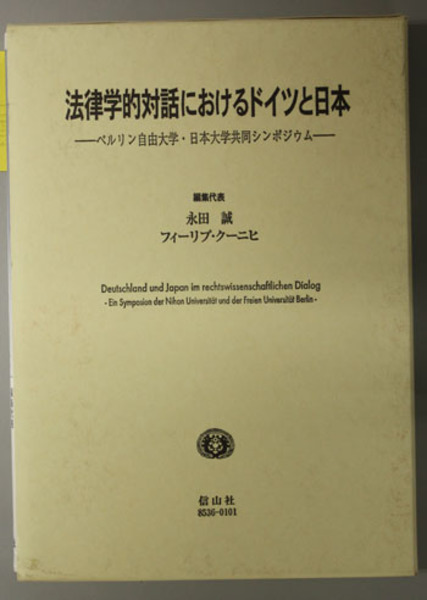 法律学的対話におけるドイツと日本
――ベルリン自由大学・日本大学共同シンポジウム――
編集代表
永田 誠
フィーリプ・クーニヒ
Deutschland und Japan im rechtswissenschaftlichen Dialog
- Ein Symposion der Nihon Universität und der Freien Universität Berlin -
信山社
8536-0101